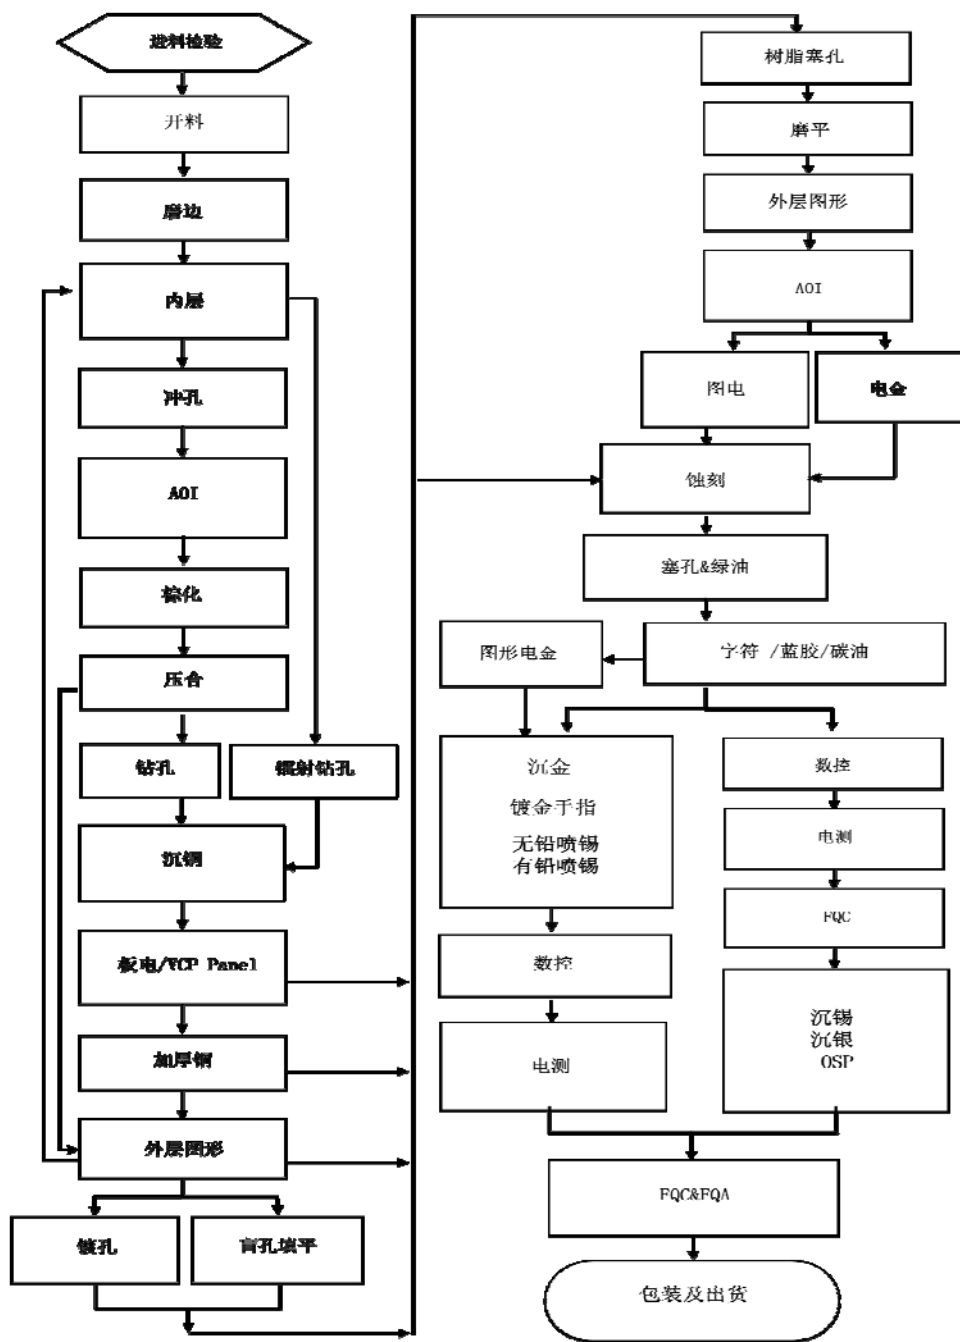 进料检验
开料
磨边
内层
冲孔
AOI
棕化
压合
钻孔
镭射钻孔
沉铜
板电/VCP Panel
加厚铜
外层图形
镀孔
盲孔填平
树脂塞孔
磨平
外层图形
AOI
图电
电金
蚀刻
塞孔&绿油
字符 /蓝胶/碳油
图形电金
沉金
镀金手指
无铅喷锡
有铅喷锡
数控
电测
数控
电测
FQC
沉锡
沉银
OSP
FQC&FQA
包装及出货